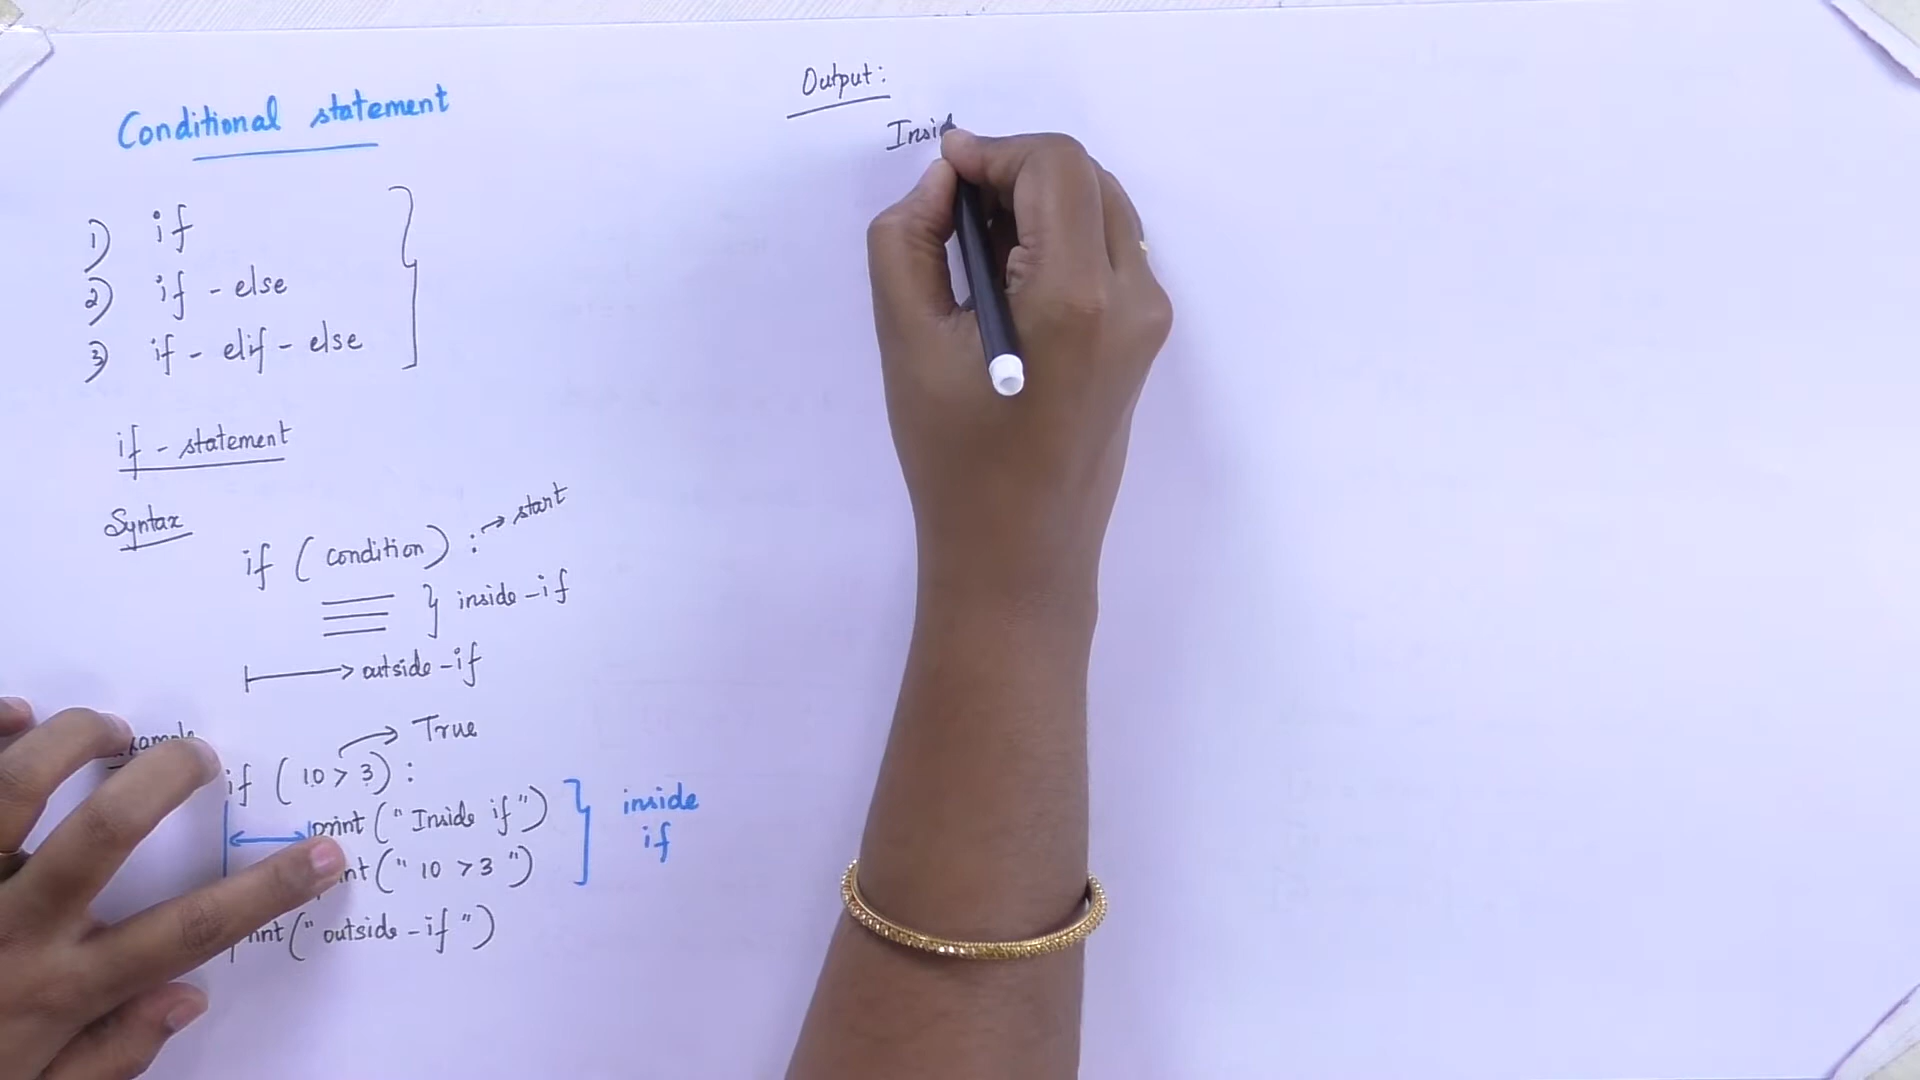 Conditional statement
1) if
2) if - else
3) if - elif - else
if - statement
Syntax
if ( condition ) : → start
} inside - if
→ outside - if
→ True
if ( 10 > 3 ) :
print ( " Inside if " )
( " 10 > 3 " )
( " outside - if " )
inside
if
Output :